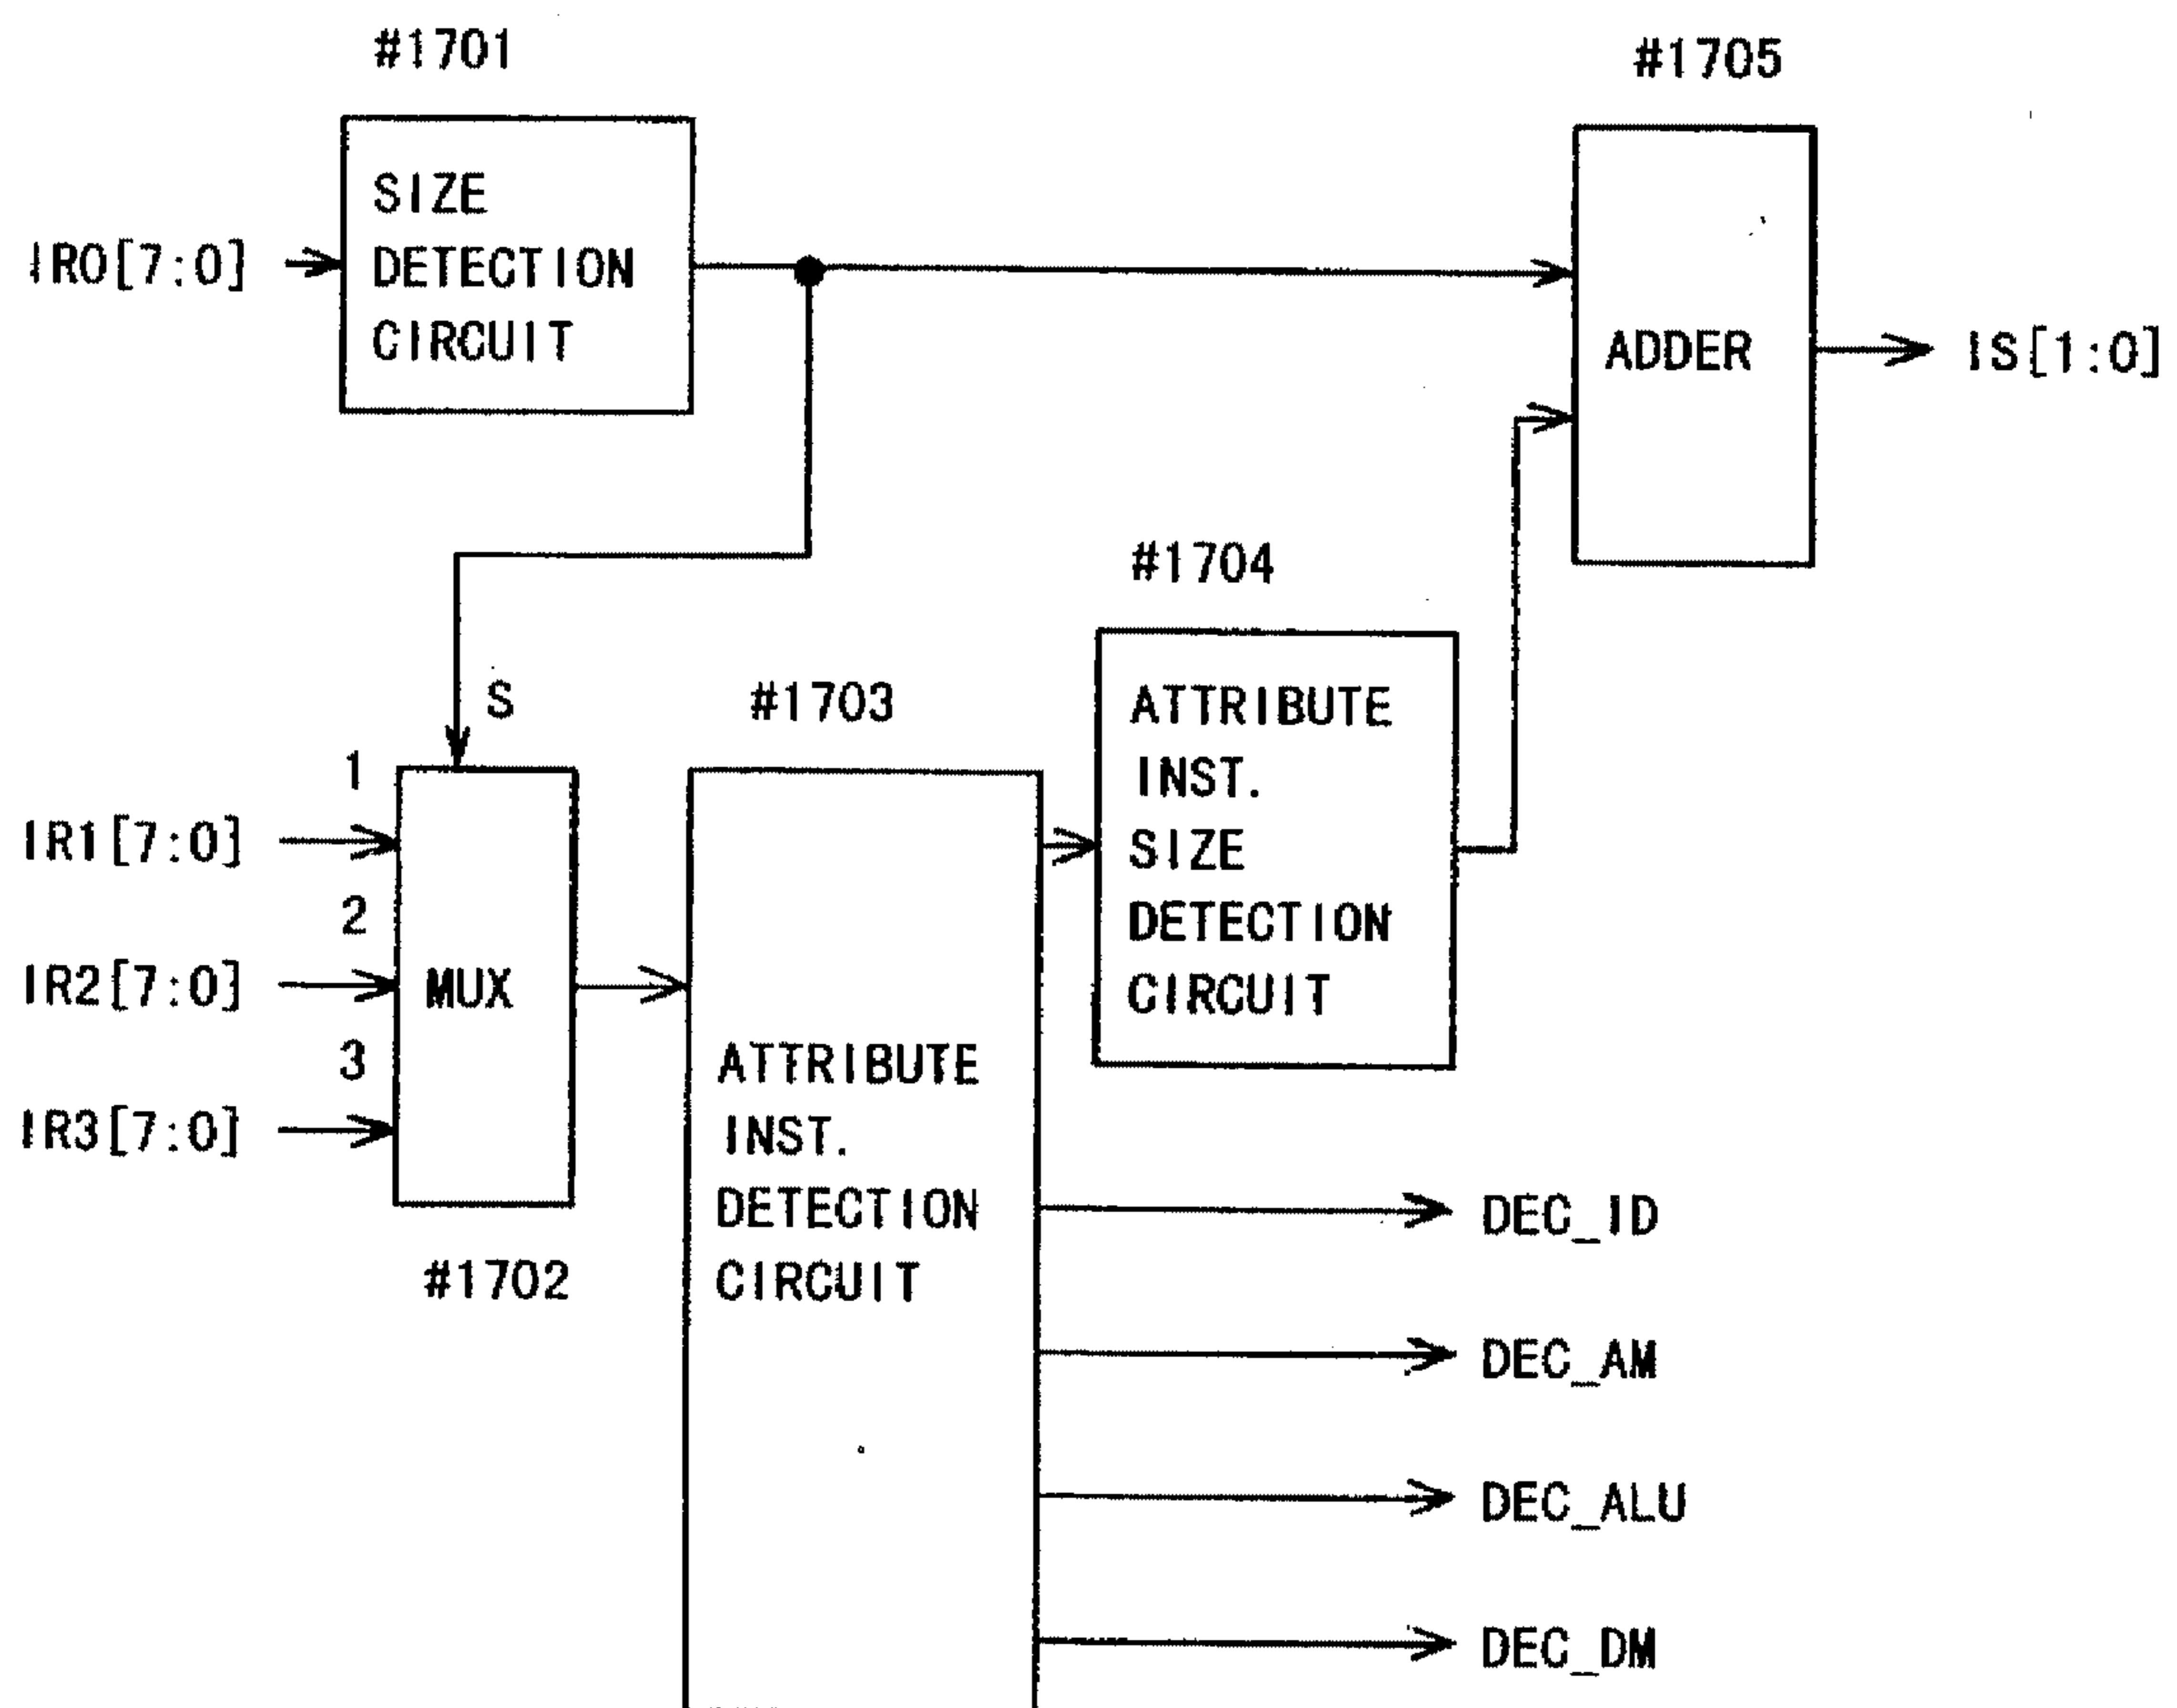 #1701
#1705
SIZE
DETECTION
CIRCUIT
IR0[7:0]
ADDER
IS[1:0]
#1704
S
#1703
ATTRIBUTE
INST.
SIZE
DETECTION
CIRCUIT
1
IR1[7:0]
2
IR2[7:0]
MUX
3
IR3[7:0]
#1702
ATTRIBUTE
INST.
DETECTION
CIRCUIT
DEC_ID
DEC_AM
DEC_ALU
DEC_DM